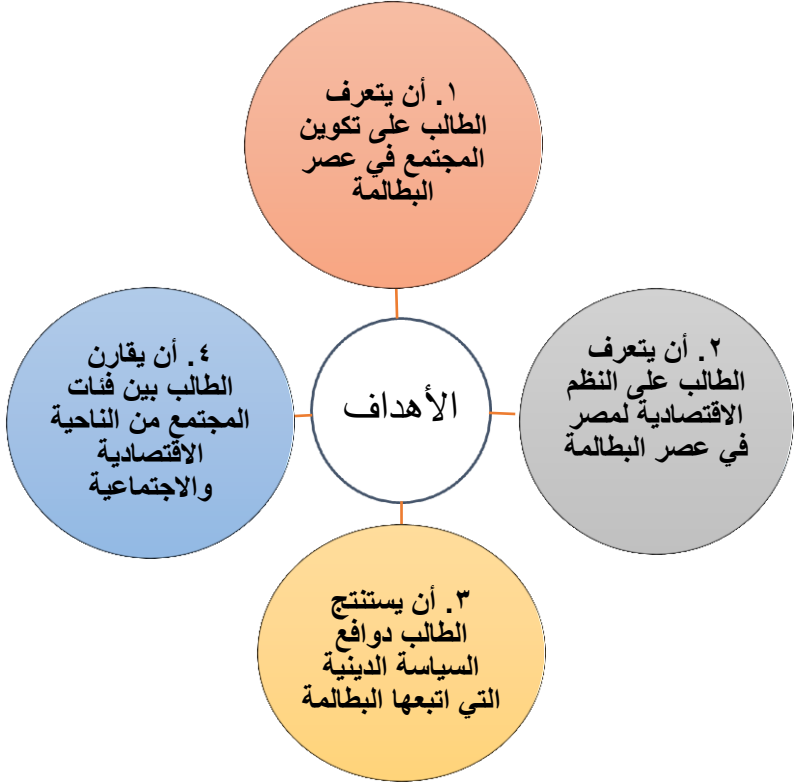 ١. أن يتعرف
الطالب على تكوين
المجتمع في عصر
البطالمة
٢. أن يتعرف
الطالب على النظم
الاقتصادية لمصر
في عصر البطالمة
٣. أن يستنتج
الطالب دوافع
السياسة الدينية
التي اتبعها البطالمة
٤. أن يقارن
الطالب بين فئات
المجتمع من الناحية
الاقتصادية
والاجتماعية
الأهداف